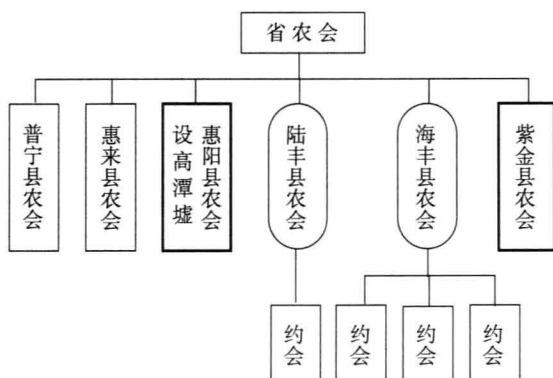 省农会
普宁县农会
惠来县农会
惠阳县农会
设高潭墟
陆丰县农会
海丰县农会
紫金县农会
约会
约会
约会
约会